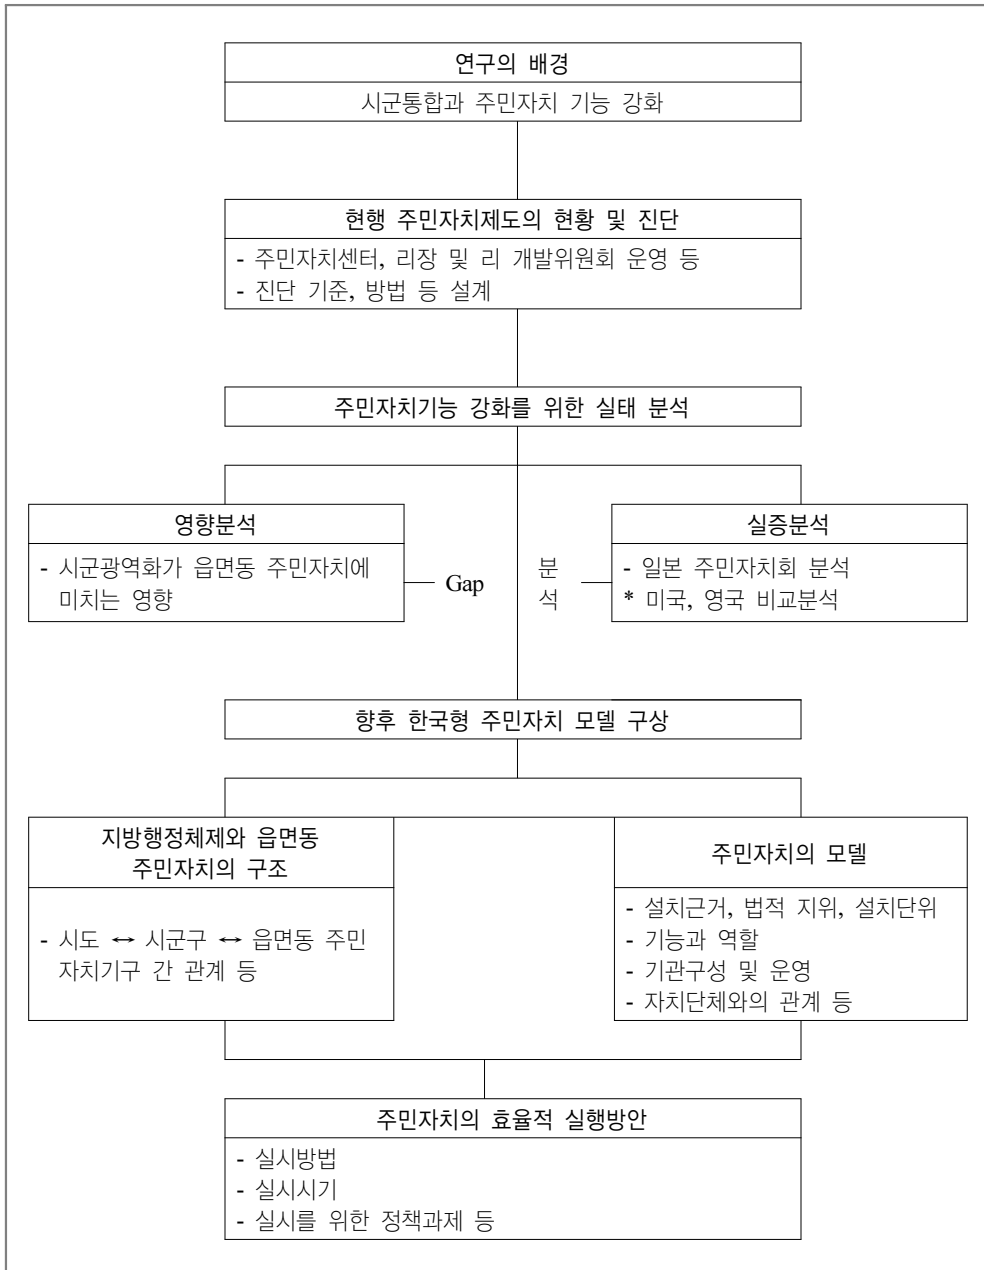 연구의 배경
시군통합과 주민자치 기능 강화
현행 주민자치제도의 현황 및 진단
- 주민자치센터, 리장 및 리 개발위원회 운영 등
- 진단 기준, 방법 등 설계
주민자치기능 강화를 위한 실태 분석
영향분석
- 시군광역화가 읍면동 주민자치에
미치는 영향
Gap
분
석
실증분석
- 일본 주민자치회 분석
* 미국, 영국 비교분석
향후 한국형 주민자치 모델 구상
지방행정체제와 읍면동
주민자치의 구조
- 시도 ↔ 시군구 ↔ 읍면동 주민
자치기구 간 관계 등
주민자치의 모델
- 설치근거, 법적 지위, 설치단위
- 기능과 역할
- 기관구성 및 운영
- 자치단체와의 관계 등
주민자치의 효율적 실행방안
- 실시방법
- 실시시기
- 실시를 위한 정책과제 등